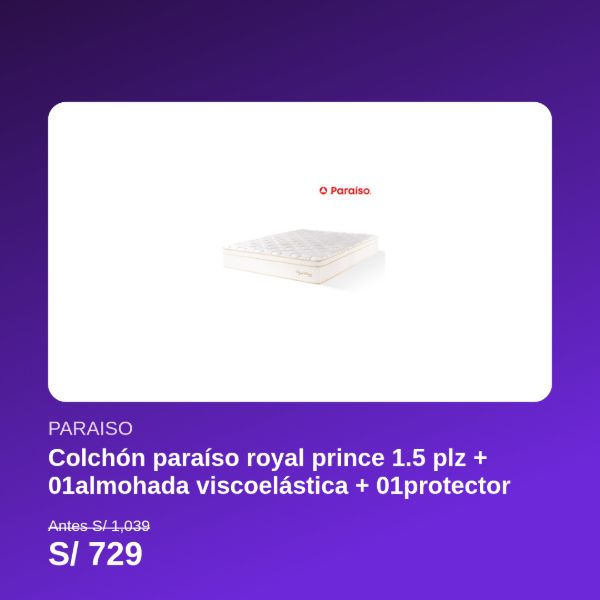 Paraíso.
PARAISO
Colchón paraíso royal prince 1.5 plz +
01almohada viscoelástica + 01protector
Antes S/ 1,039
S/ 729